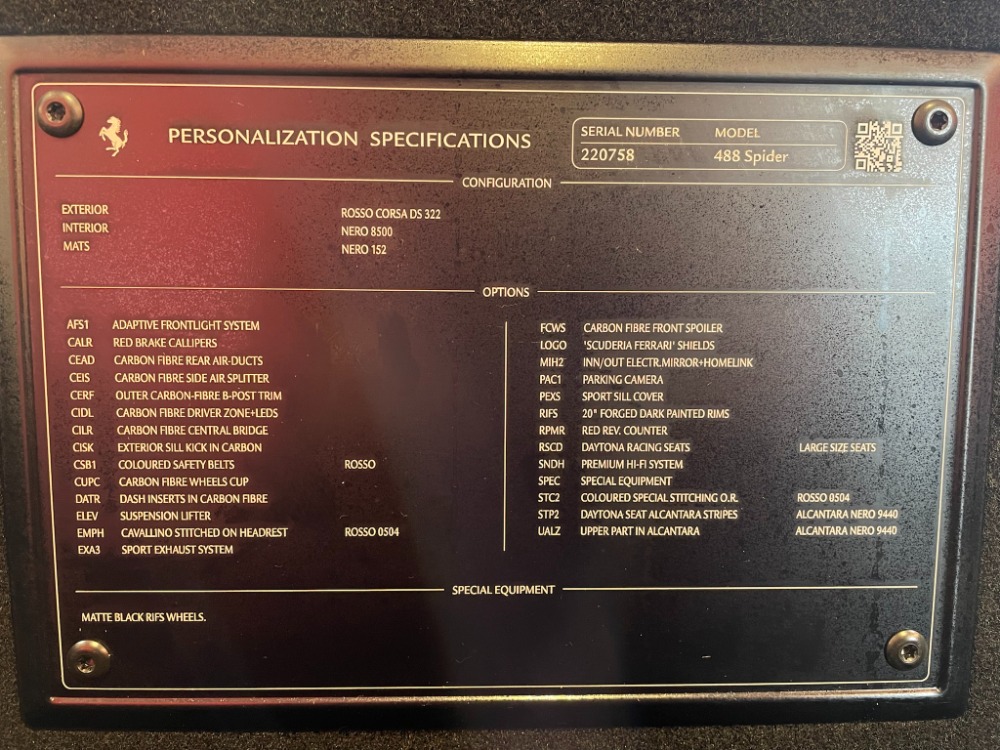 PERSONALIZATION SPECIFICATIONS
SERIAL NUMBER MODEL
220758 488 Spider
CONFIGURATION
EXTERIOR ROSSO CORSA DS 322
INTERIOR NERO 8500
MATS NERO 152
OPTIONS
AFS1 ADAPTIVE FRONTLIGHT SYSTEM
CALR RED BRAKE CALLIPERS
CEAD CARBON FIBRE REAR AIR-DUCTS
CEIS CARBON FIBRE SIDE AIR SPLITTER
CERF OUTER CARBON-FIBRE B-POST TRIM
CIDL CARBON FIBRE DRIVER ZONE+LEDS
CILR CARBON FIBRE CENTRAL BRIDGE
CISK EXTERIOR SILL KICK IN CARBON
CSB1 COLOURED SAFETY BELTS ROSSO
CUPC CARBON FIBRE WHEELS CUP
DATR DASH INSERTS IN CARBON FIBRE
ELEV SUSPENSION LIFTER
EMPH CAVALLINO STITCHED ON HEADREST ROSSO 0504
EXA3 SPORT EXHAUST SYSTEM
FCWS CARBON FIBRE FRONT SPOILER
LOGO 'SCUDERIA FERRARI' SHIELDS
MIH2 INN/OUT ELECTR.MIRROR+HOMELINK
PAC1 PARKING CAMERA
PEXS SPORT SILL COVER
RIFS 20" FORGED DARK PAINTED RIMS
RPMR RED REV. COUNTER
RSCD DAYTONA RACING SEATS LARGE SIZE SEATS
SNDH PREMIUM HI-FI SYSTEM
SPEC SPECIAL EQUIPMENT
STC2 COLOURED SPECIAL STITCHING O.R. ROSSO 0504
STP2 DAYTONA SEAT ALCANTARA STRIPES ALCANTARA NERO 9440
UALZ UPPER PART IN ALCANTARA ALCANTARA NERO 9440
SPECIAL EQUIPMENT
MATTE BLACK RIFS WHEELS.